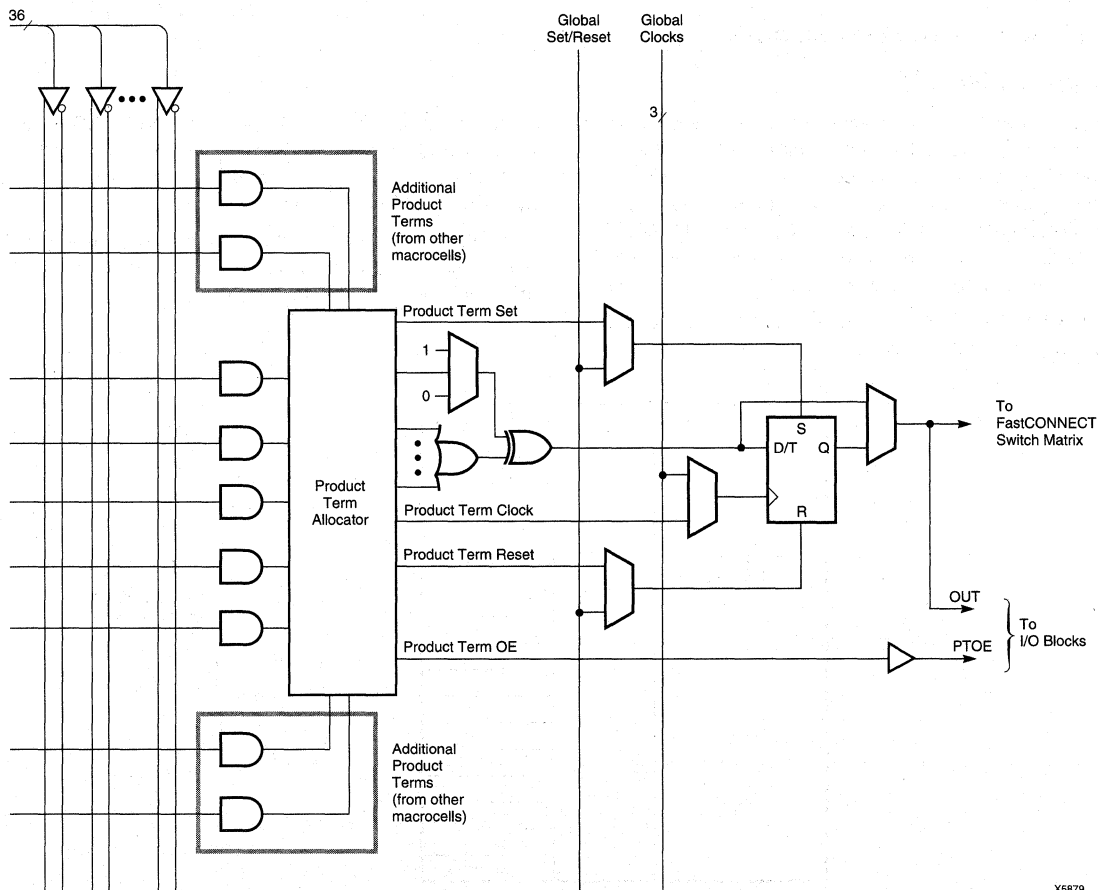 36
Global
Set/Reset
Global
Clocks
3
Additional
Product
Terms
(from other
macrocells)
Product Term Set
1
0
Product
Term
Allocator
S
D/T
Q
R
To
FastCONNECT
Switch Matrix
Product Term Clock
Product Term Reset
OUT
To
I/O Blocks
PTOE
Product Term OE
Additional
Product
Terms
(from other
macrocells)
X5879